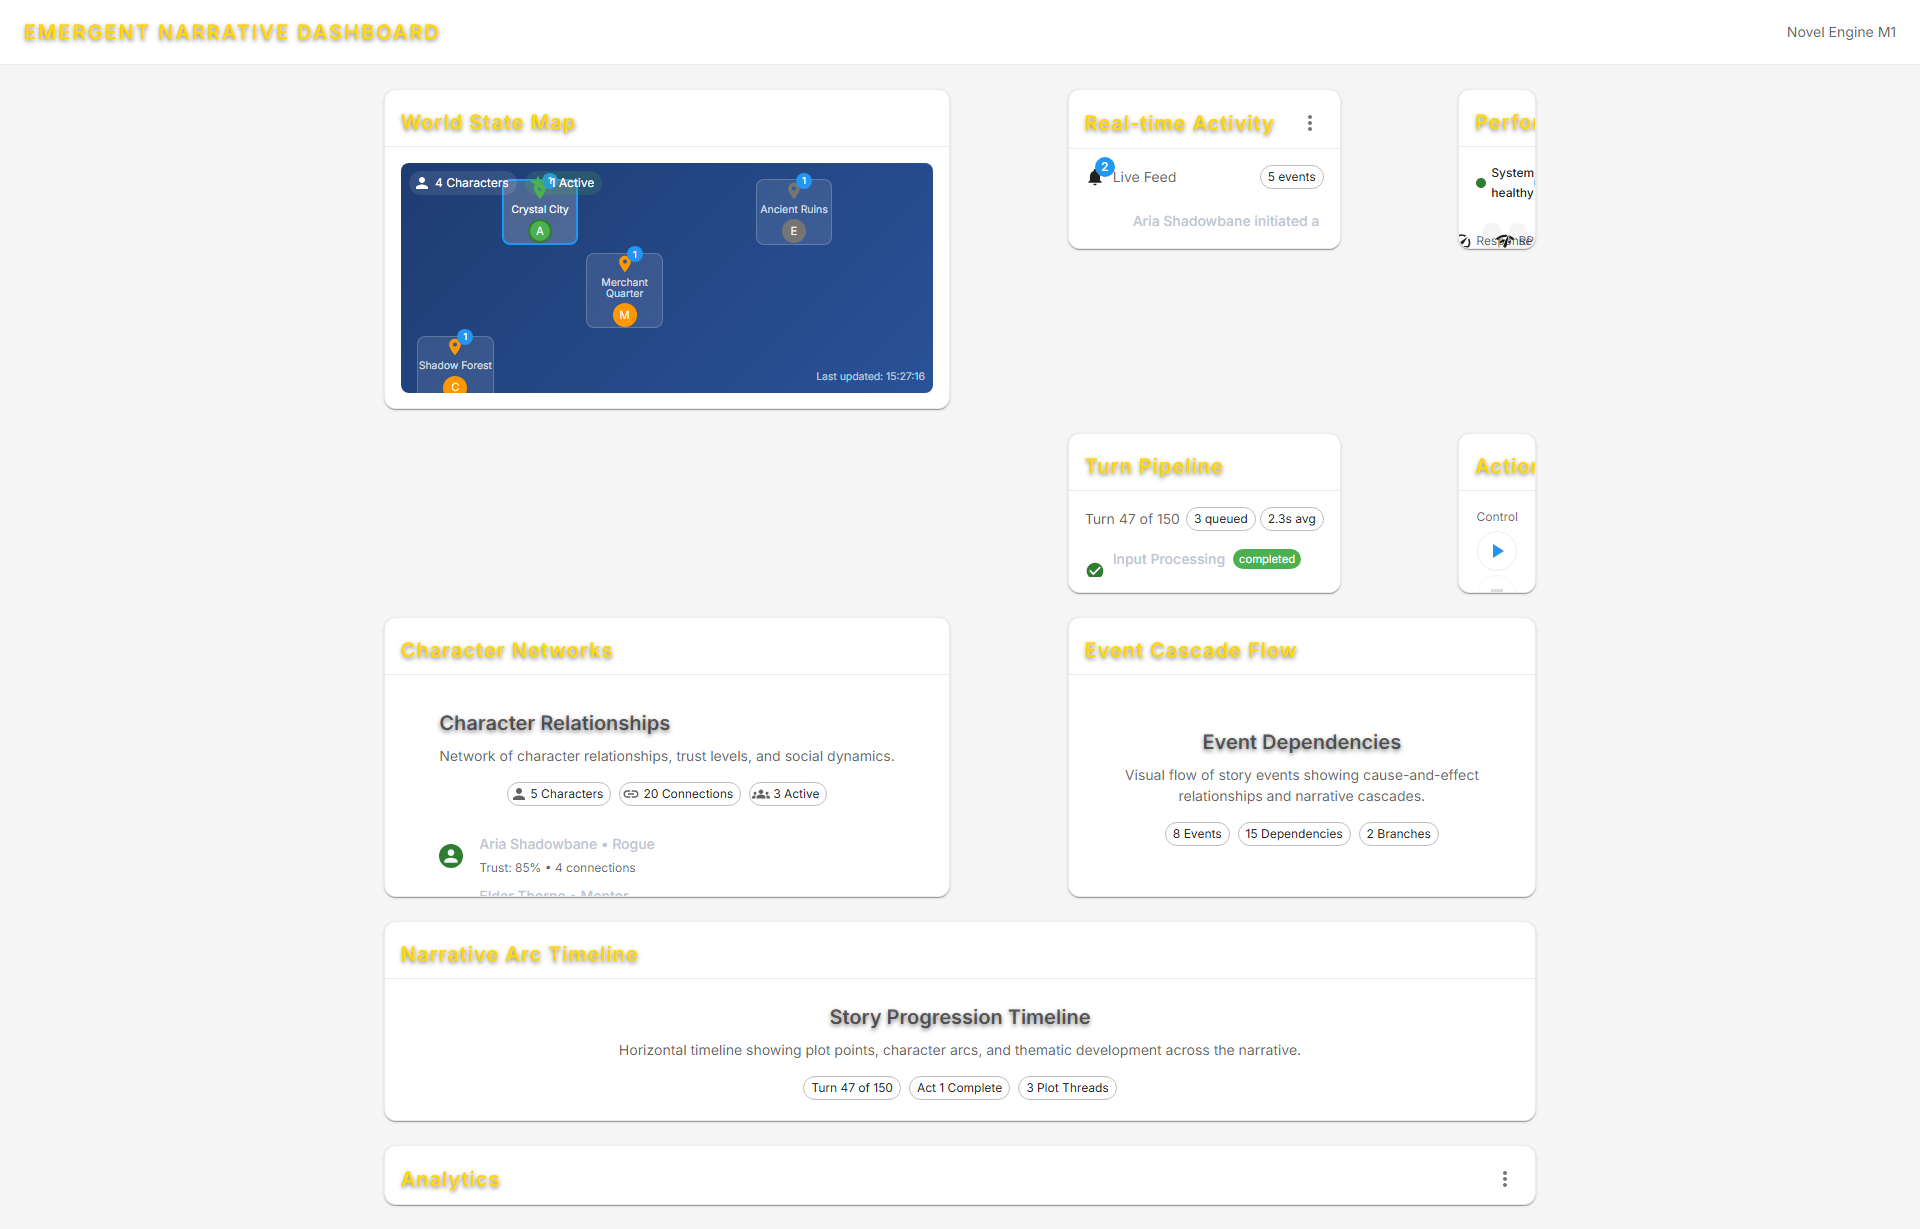 EMERGENT NARRATIVE DASHBOARD
Novel Engine M1
World State Map
4 Characters
1 Active
1
Crystal City
A
1
Ancient Ruins
E
1
Merchant
Quarter
M
1
Shadow Forest
C
Last updated: 15:27:16
Real-time Activity
2
Live Feed
5 events
Aria Shadowbane initiated a
Perfo
System
healthy
Turn Pipeline
Turn 47 of 150
3 queued
2.3s avg
Input Processing
completed
Action
Control
Character Networks
Character Relationships
Network of character relationships, trust levels, and social dynamics.
5 Characters
20 Connections
3 Active
Aria Shadowbane • Rogue
Trust: 85% • 4 connections
Elder Thorne • Mentor
Event Cascade Flow
Event Dependencies
Visual flow of story events showing cause-and-effect
relationships and narrative cascades.
8 Events
15 Dependencies
2 Branches
Narrative Arc Timeline
Story Progression Timeline
Horizontal timeline showing plot points, character arcs, and thematic development across the narrative.
Turn 47 of 150
Act 1 Complete
3 Plot Threads
Analytics